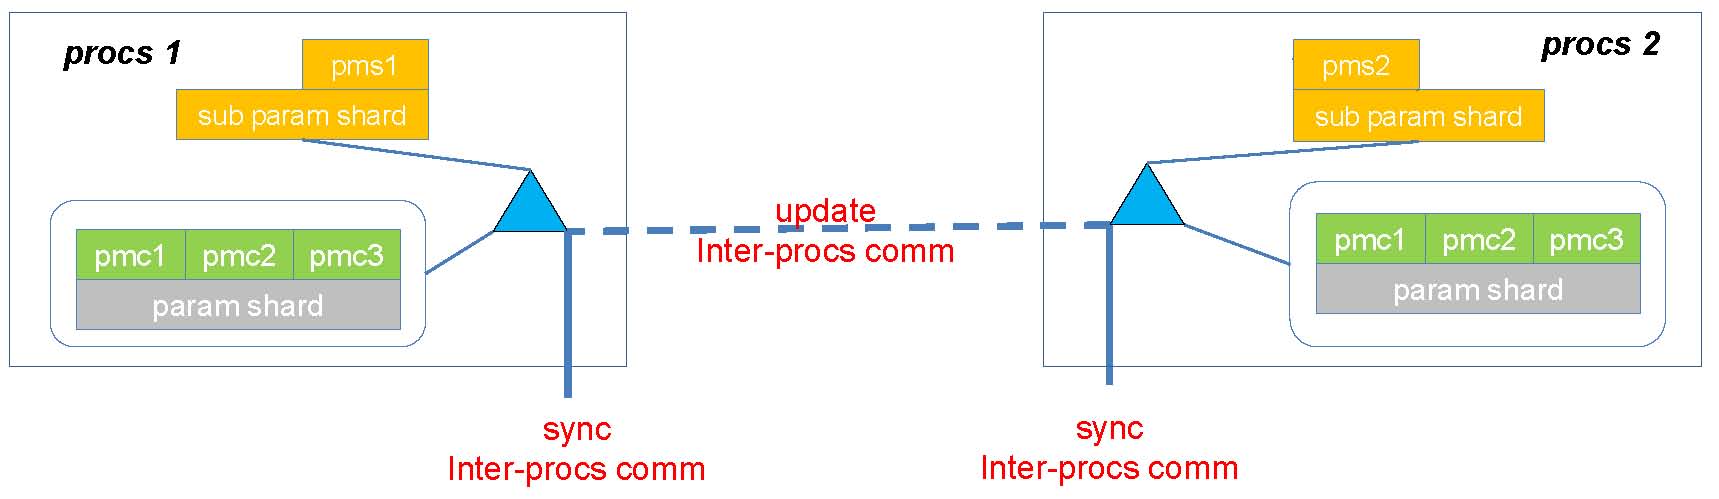 procs 1
pms1
sub param shard
pmc1 pmc2 pmc3
param shard
update
Inter-procs comm
sync
Inter-procs comm
procs 2
pms2
sub param shard
pmc1 pmc2 pmc3
param shard
sync
Inter-procs comm